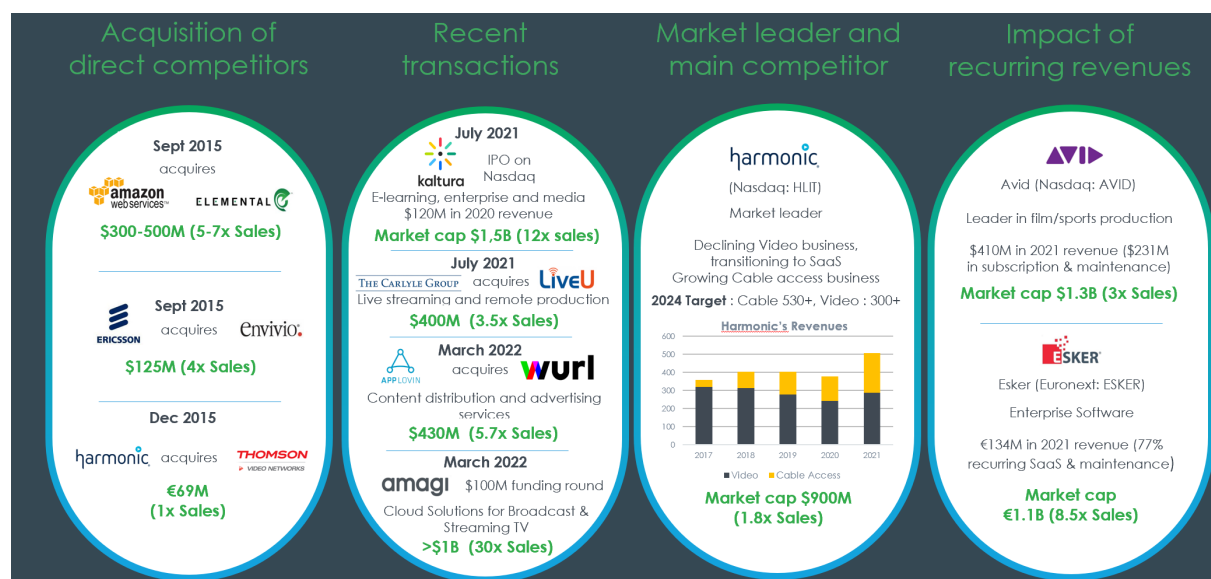 Acquisition of
direct competitors
Sept 2015
acquires
amazon
webservices™
ELEMENTAL
$300-500M (5-7x Sales)
Sept 2015
ERICSSON
acquires
envivio.
$125M (4x Sales)
Dec 2015
harmonic
acquires
THOMSON
VIDEO NETWORKS
€69M
(1x Sales)
Recent
transactions
July 2021
kaltura
IPO on
Nasdaq
E-learning, enterprise and media
$120M in 2020 revenue
Market cap $1,5B (12x sales)
July 2021
THE CARLYLE GROUP
acquires
LiveU
Live streaming and remote production
$400M (3.5x Sales)
March 2022
APPLOVIN
acquires
wurl
Content distribution and advertising
services
$430M (5.7x Sales)
March 2022
amagi
$100M funding round
Cloud Solutions for Broadcast &
Streaming TV
>$1B (30x Sales)
Market leader and
main competitor
harmonic
(Nasdaq: HLIT)
Market leader
Declining Video business,
transitioning to SaaS
Growing Cable access business
2024 Target : Cable 530+, Video : 300+
Harmonic's Revenues
600
500
400
300
200
100
0
2017 2018 2019 2020 2021
Video Cable Access
Market cap $900M
(1.8x Sales)
Impact of
recurring revenues
AVID
Avid (Nasdaq: AVID)
Leader in film/sports production
$410M in 2021 revenue ($231M
in subscription & maintenance)
Market cap $1.3B (3x Sales)
ESKER
Esker (Euronext: ESKER)
Enterprise Software
€134M in 2021 revenue (77%
recurring SaaS & maintenance)
Market cap
€1.1B (8.5x Sales)